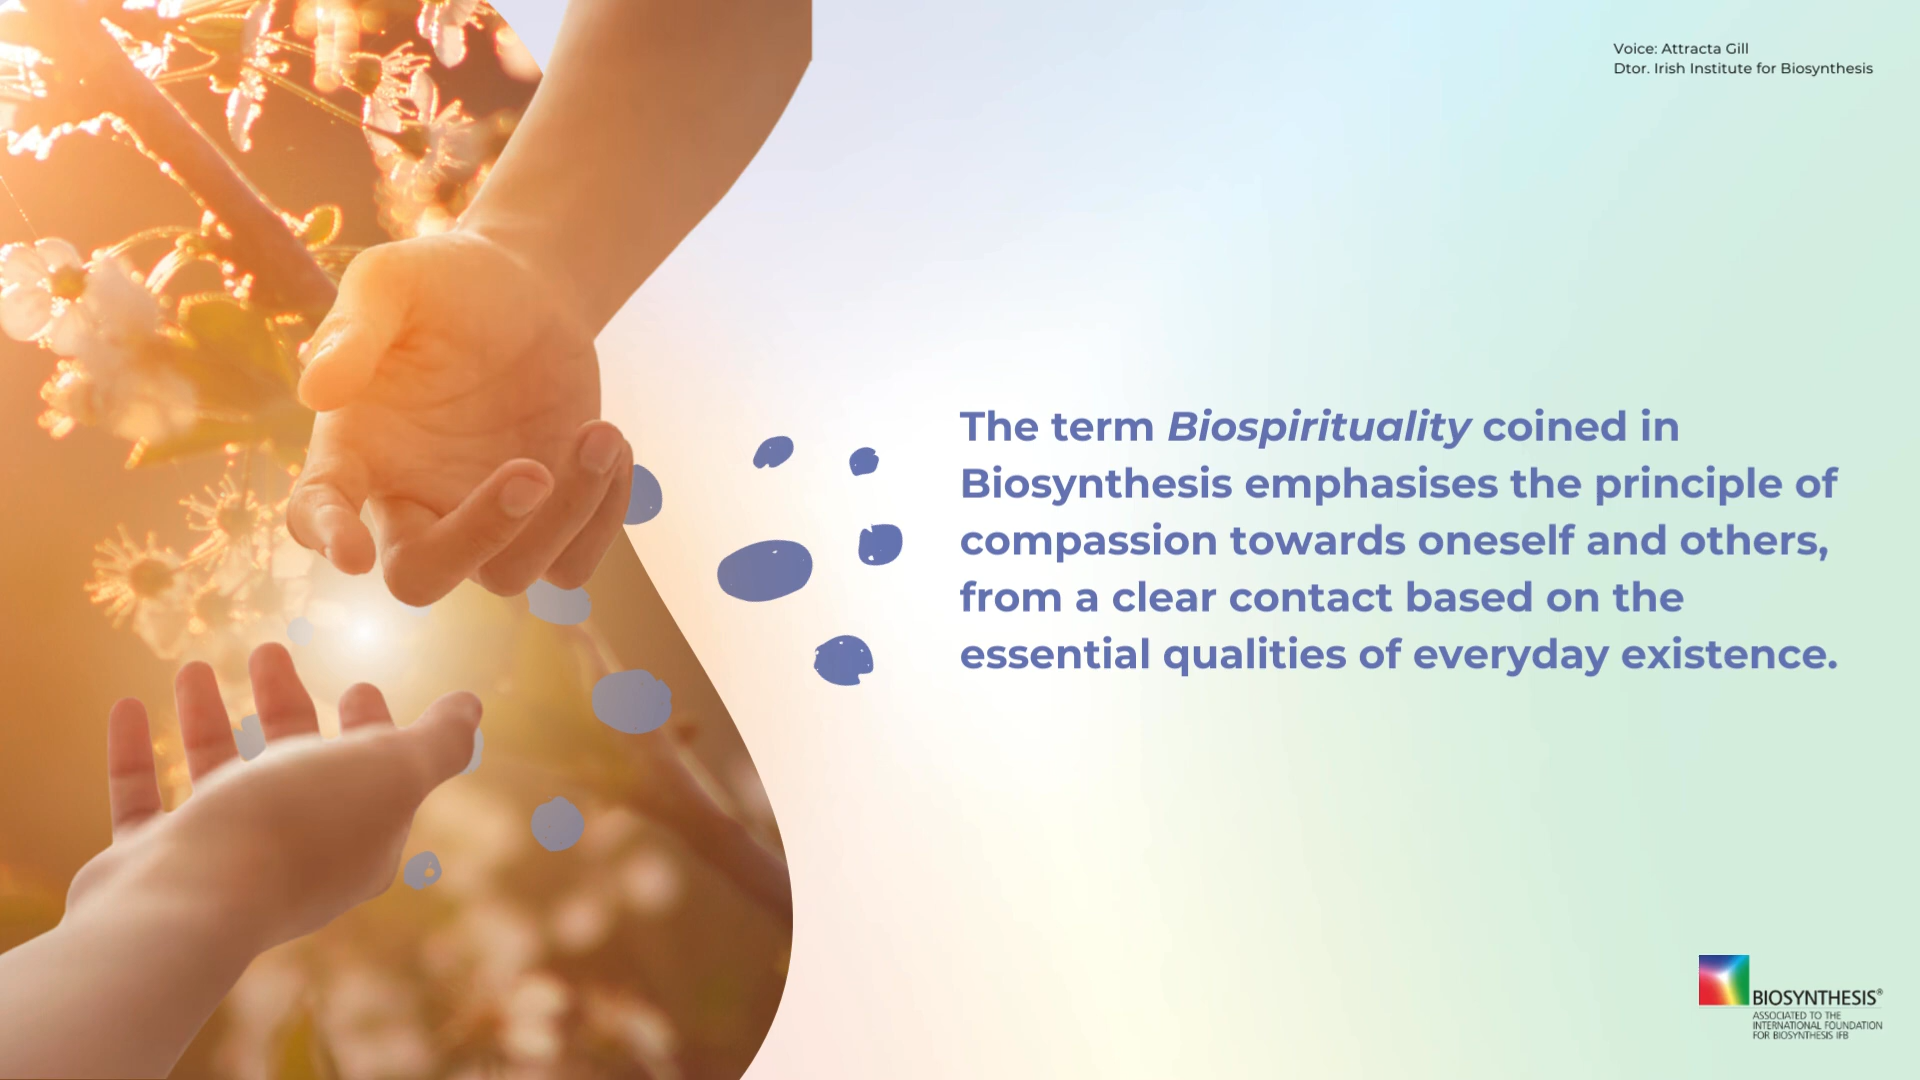 Voice: Attracta Gill
Dtor. Irish Institute for Biosynthesis
The term Biospirituality coined in
Biosynthesis emphasises the principle of
compassion towards oneself and others,
from a clear contact based on the
essential qualities of everyday existence.
BIOSYNTHESIS®
ASSOCIATED TO THE
INTERNATIONAL FOUNDATION
FOR BIOSYNTHESIS IFB